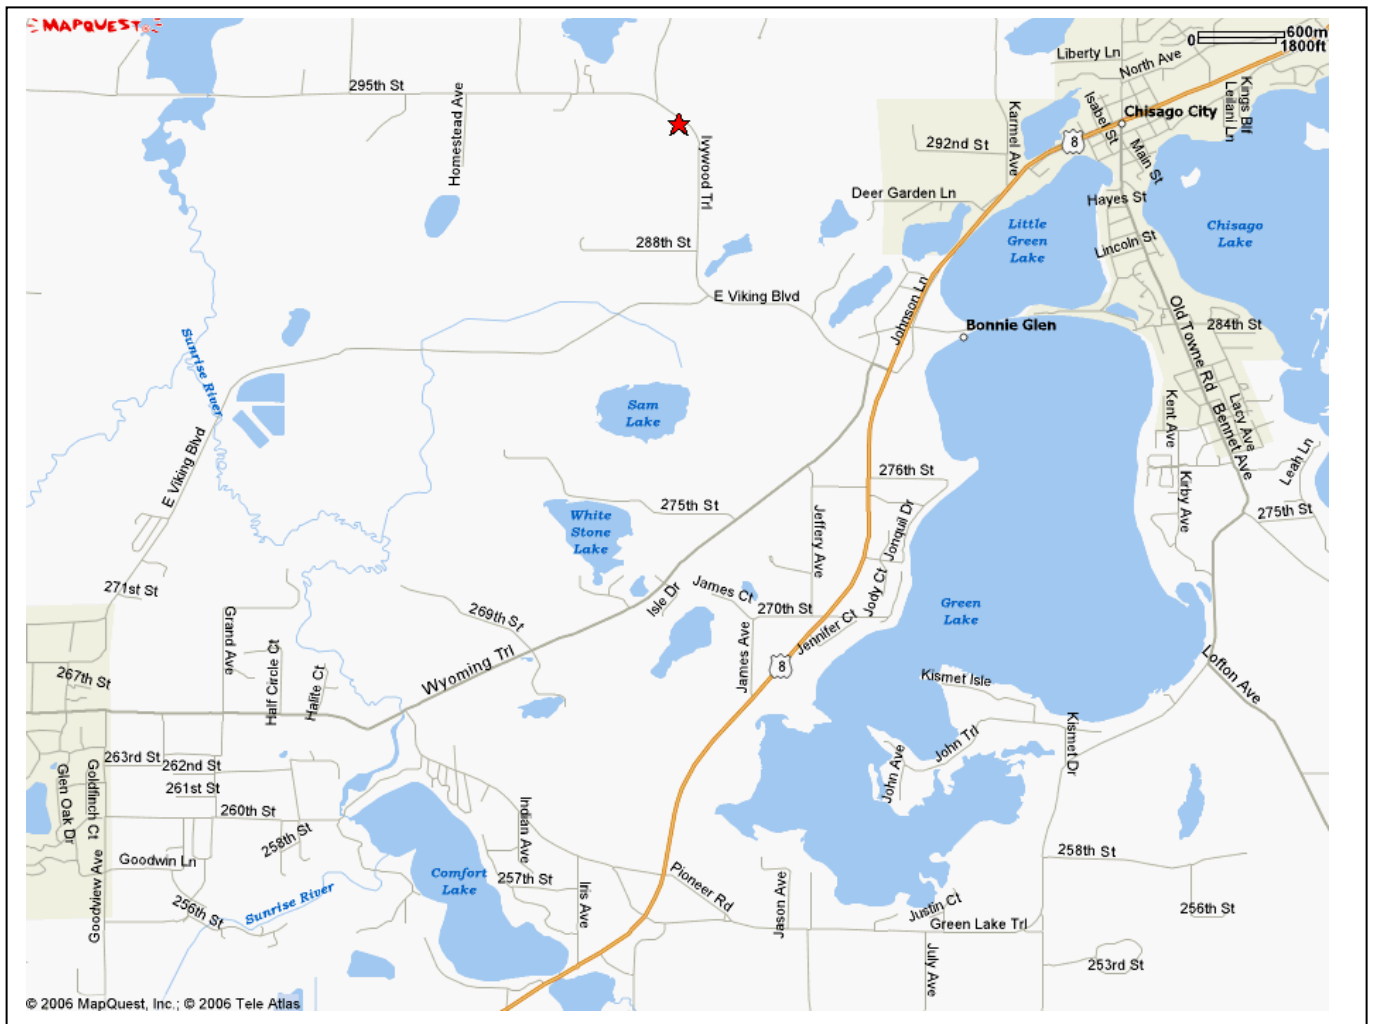 MAPQUEST
600m
0
1800ft
Liberty Ln
North Ave
Kings Blf
Leilani Ln
295th St
Homestead Ave
Isabel St
Chisago City
Karmel Ave
8
292nd St
Main St
Ivywood Trl
Deer Garden Ln
Hayes St
Little
Green
Lake
Chisago
Lake
288th St
Lincoln St
E Viking Blvd
Johnson Ln
Old Towne Rd
Bonnie Glen
284th St
Sunrise River
Sam
Lake
Kent Ave
Lacy Ave
Bennet Ave
E Viking Blvd
276th St
Leah Ln
Kirby Ave
275th St
Jonquil Dr
275th St
White
Stone
Lake
Jeffery Ave
271st St
Isle Dr
James Ct
Jody Ct
Green
Lake
269th St
270th St
Grand Ave
Jennifer Ct
James Ave
Half Circle Ct
Halite Ct
Wyoming Trl
8
Lofton Ave
267th St
Kismet Isle
Kismet Dr
John Trl
John Ave
263rd St
262nd St
261st St
Glen Oak Dr
Goldfinch Ct
260th St
Indian Ave
258th St
258th St
Goodwin Ln
Goodview Ave
Comfort
Lake
257th St
Iris Ave
Pioneer Rd
Jason Ave
Sunrise River
256th St
Justin Ct
256th St
Green Lake Trl
July Ave
253rd St
© 2006 MapQuest, Inc.; © 2006 Tele Atlas